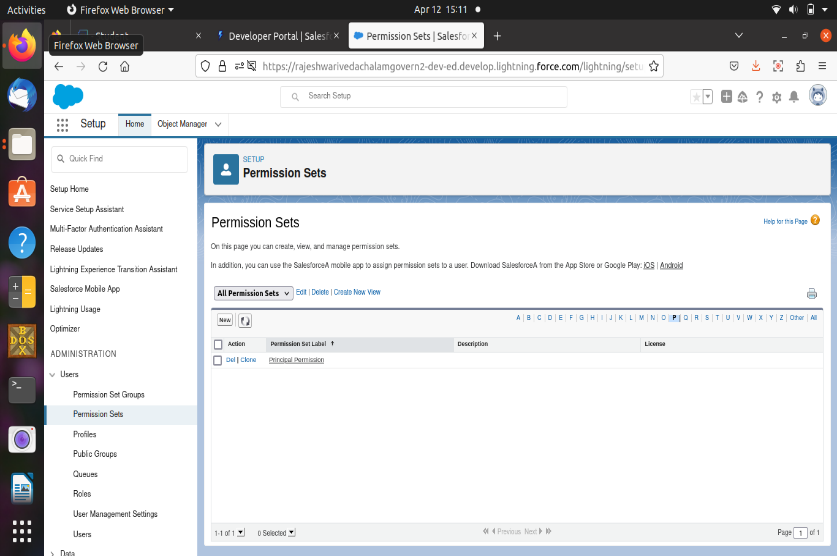 Activities
Firefox Web Browser
Apr 12 15:11
Firefox Web Browser
Developer Portal | Salesf
Permission Sets | Salesfo
https://rajeshwarivedachalamgovern2-dev-ed.develop.lightning.force.com/lightning/setu
Search Setup
Setup
Home
Object Manager
Quick Find
Setup Home
Service Setup Assistant
Multi-Factor Authentication Assistant
Release Updates
Lightning Experience Transition Assistant
Salesforce Mobile App
Lightning Usage
Optimizer
ADMINISTRATION
Users
Permission Set Groups
Permission Sets
Profiles
Public Groups
Queues
Roles
User Management Settings
Users
Data
SETUP
Permission Sets
Permission Sets
Help for this Page
On this page you can create, view, and manage permission sets.
In addition, you can use the SalesforceA mobile app to assign permission sets to a user. Download SalesforceA from the App Store or Google Play: iOS | Android
All Permission Sets
Edit | Delete | Create New View
New
A | B | C | D | E | F | G | H | I | J | K | L | M | N | O | P | Q | R | S | T | U | V | W | X | Y | Z | Other | All
Action
Permission Set Label
Description
License
Del | Clone
Principal Permission
1-1 of 1
0 Selected
Previous Next
Page 1 of 1